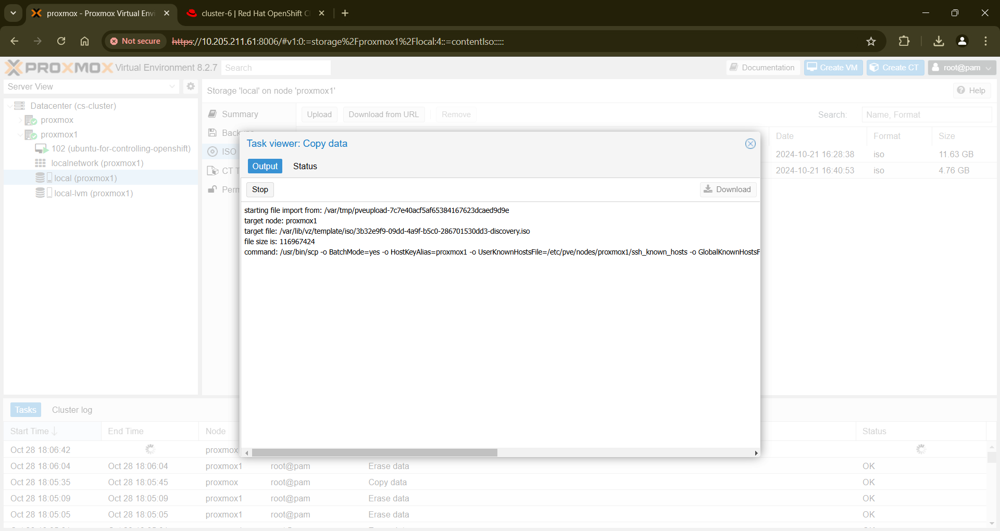 proxmox - Proxmox Virtual Envi
cluster-6 | Red Hat OpenShift C
Not secure
https://10.205.211.61:8006/#v1:0:=storage%2Fproxmox1%2Flocal:4::=contentIso:::::
PROXMOX Virtual Environment 8.2.7
Search
Documentation
Create VM
Create CT
root@pam
Server View
Storage 'local' on node 'proxmox1'
Help
Datacenter (cs-cluster)
proxmox
proxmox1
102 (ubuntu-for-controlling-openshift)
localnetwork (proxmox1)
local (proxmox1)
local-lvm (proxmox1)
Summary
ISO
CT T
Perm
Upload
Download from URL
Remove
Search:
Name, Format
Date Format Size
2024-10-21 16:28:38 iso 11.63 GB
2024-10-21 16:40:53 iso 4.76 GB
Task viewer: Copy data
Output
Status
Stop
Download
starting file import from: /var/tmp/pveupload-7c7e40acf5af65384167623dcaed9d9e
target node: proxmox1
target file: /var/lib/vz/template/iso/3b32e9f9-09dd-4a9f-b5c0-286701530dd3-discovery.iso
file size is: 116967424
command: /usr/bin/scp -o BatchMode=yes -o HostKeyAlias=proxmox1 -o UserKnownHostsFile=/etc/pve/nodes/proxmox1/ssh_known_hosts -o GlobalKnownHostsF
Tasks
Cluster log
Start Time End Time Node Status
Oct 28 18:06:42 proxmox
Oct 28 18:06:04 Oct 28 18:06:04 proxmox1 root@pam Erase data OK
Oct 28 18:05:35 Oct 28 18:05:45 proxmox root@pam Copy data OK
Oct 28 18:05:09 Oct 28 18:05:09 proxmox1 root@pam Erase data OK
Oct 28 18:05:05 Oct 28 18:05:05 proxmox1 root@pam Erase data OK